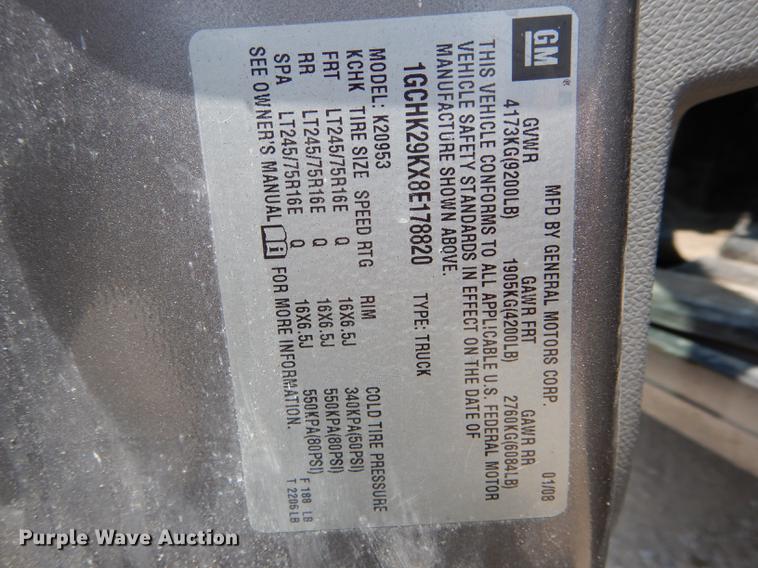 GM
MFD BY GENERAL MOTORS CORP. 01/08
GVWR GAWR FRT GAWR RR
4173KG(9200LB) 1905KG(4200LB) 2760KG(6084LB)
THIS VEHICLE CONFORMS TO ALL APPLICABLE U.S. FEDERAL MOTOR
VEHICLE SAFETY STANDARDS IN EFFECT ON THE DATE OF
MANUFACTURE SHOWN ABOVE.
1GCHK29KX8E178820 TYPE: TRUCK
MODEL: K20953
KCHK TIRE SIZE SPEED RTG RIM COLD TIRE PRESSURE
FRT LT245/75R16E Q 16X6.5J 340KPA(50PSI)
RR LT245/75R16E Q 16X6.5J 550KPA(80PSI)
SPA LT245/75R16E Q 16X6.5J 550KPA(80PSI)
SEE OWNER'S MANUAL i FOR MORE INFORMATION.
F 188 LB
T 2206 LB
Purple Wave Auction